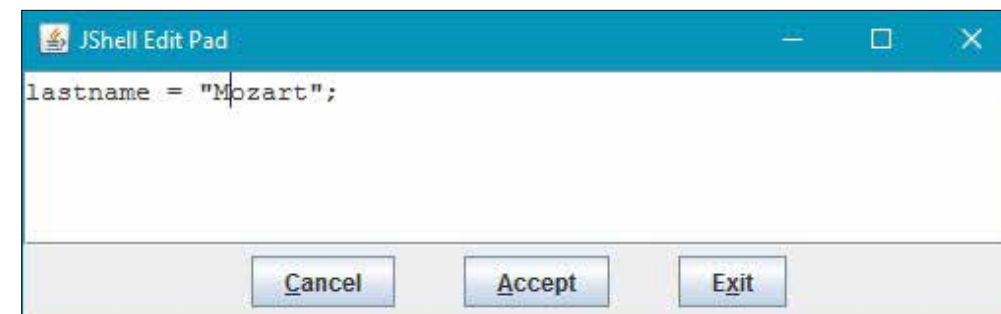 JShell Edit Pad
lastname = "Mozart";
Cancel Accept Exit